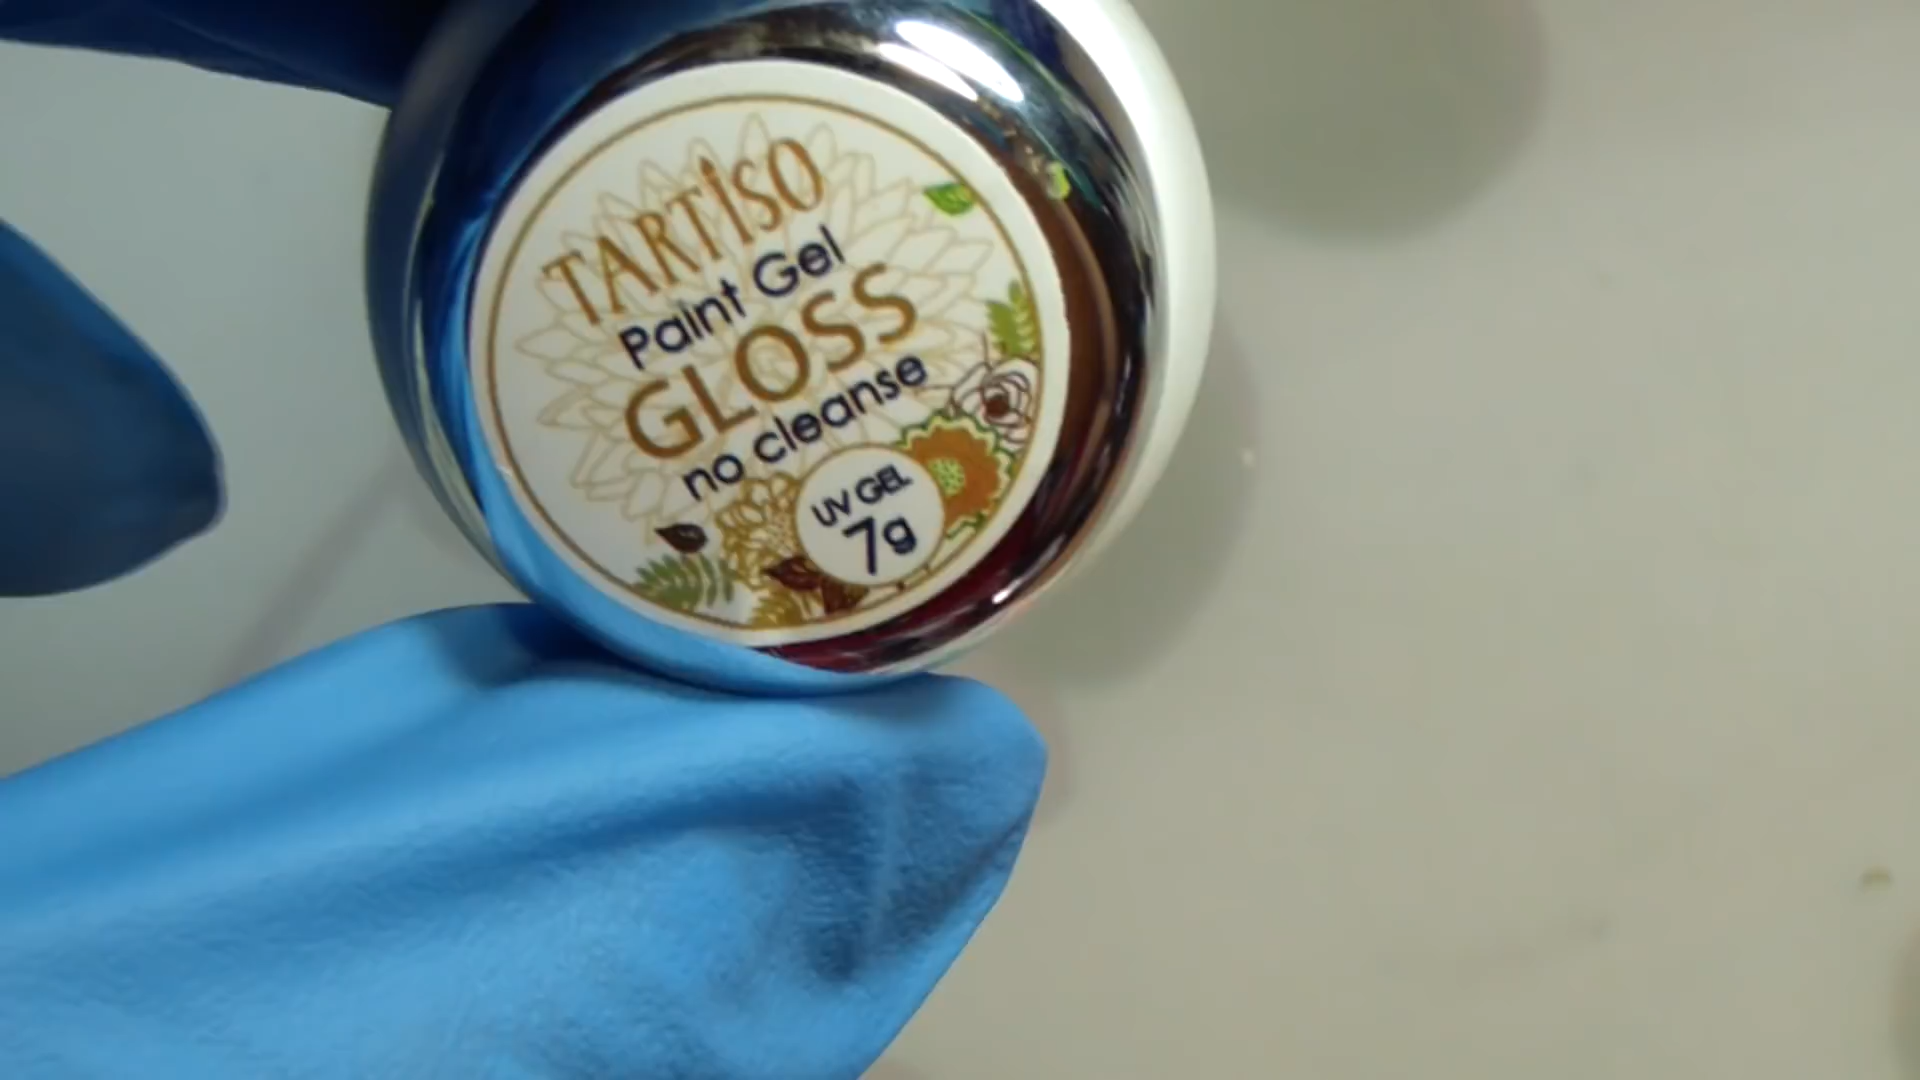 TARTISO
Paint Gel
GLOSS
no cleanse
UV GEL
7g